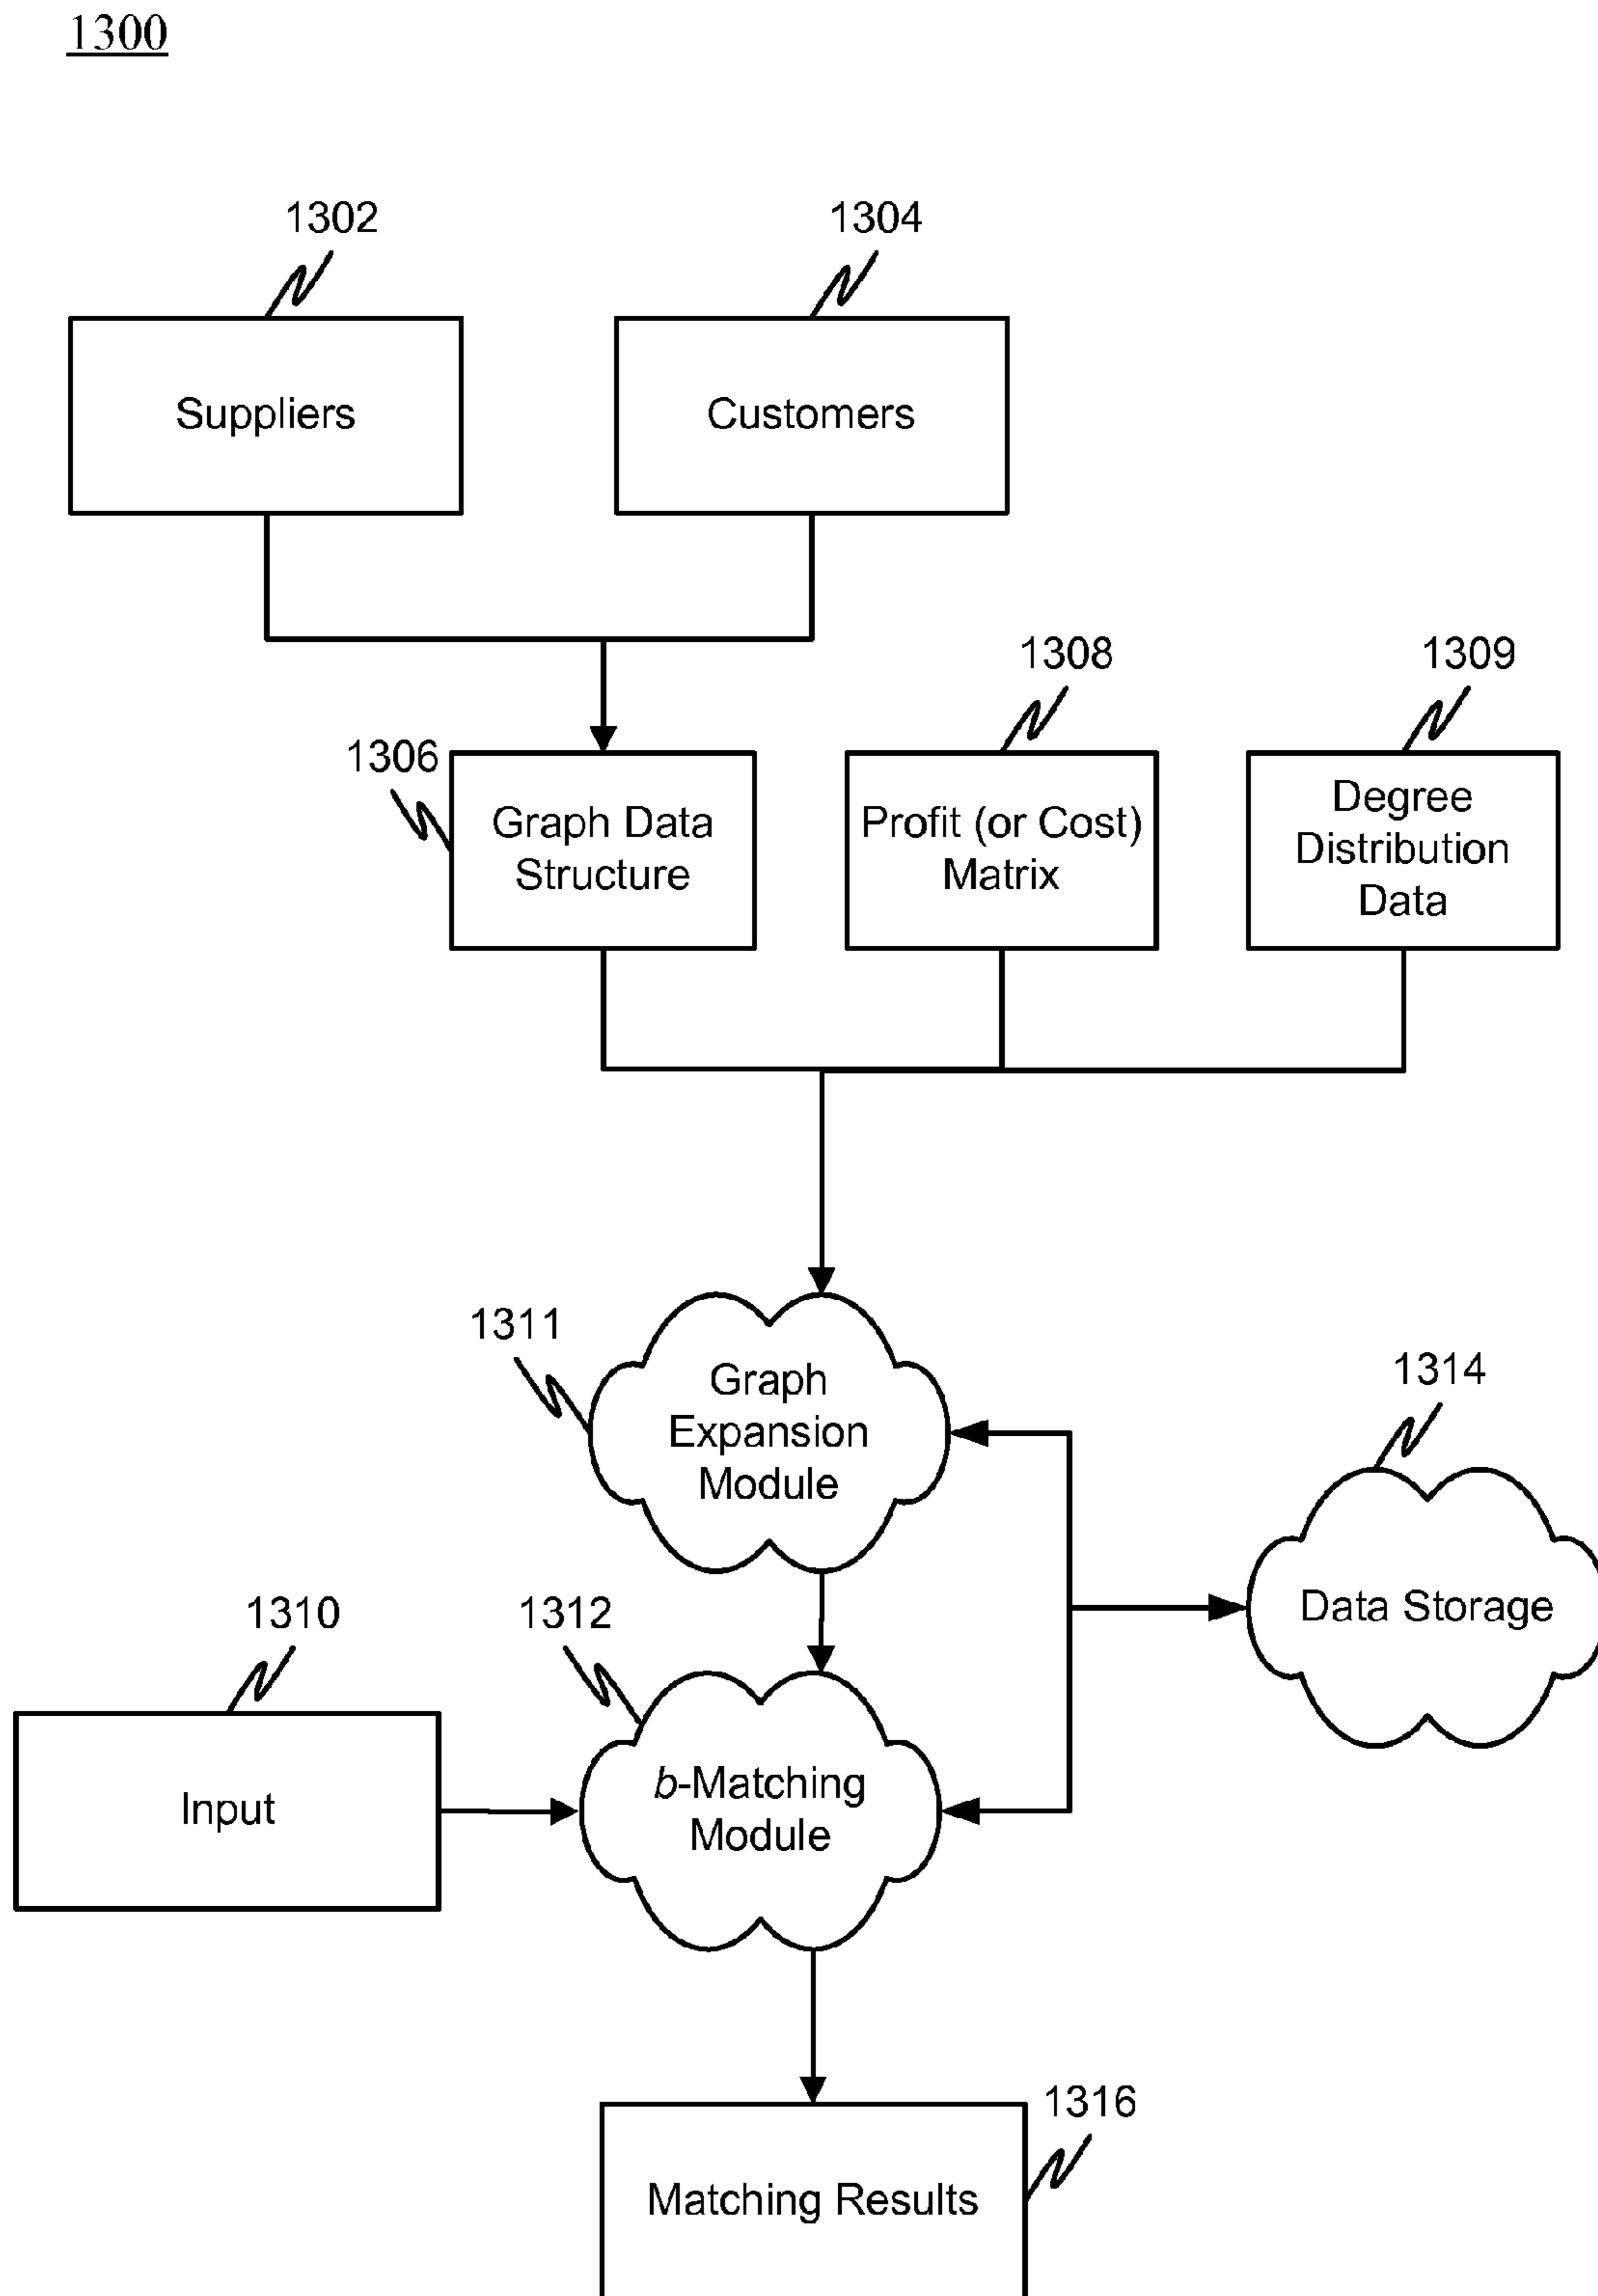 1300
1302
1304
Suppliers
Customers
1308
1309
1306
Graph Data
Structure
Profit (or Cost)
Matrix
Degree
Distribution
Data
1311
Graph
Expansion
Module
1314
Data Storage
1310
1312
Input
b-Matching
Module
1316
Matching Results